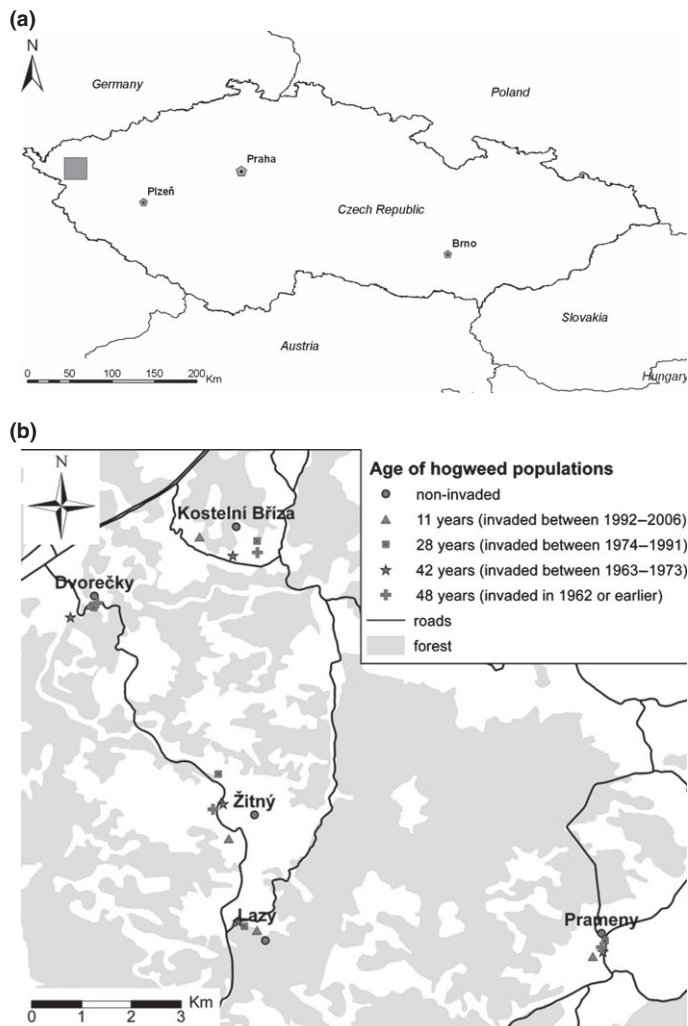 (a)
N
Germany
Poland
Praha
Plzeň
Czech Republic
Brno
Slovakia
Austria
Hungary
0 50 100 150 200 Km
(b)
N
Age of hogweed populations
non-invaded
11 years (invaded between 1992–2006)
28 years (invaded between 1974–1991)
42 years (invaded between 1963–1973)
48 years (invaded in 1962 or earlier)
roads
forest
Kostelní Bříza
Dvorečky
Žitný
Lazy
Prameny
0 1 2 3 Km